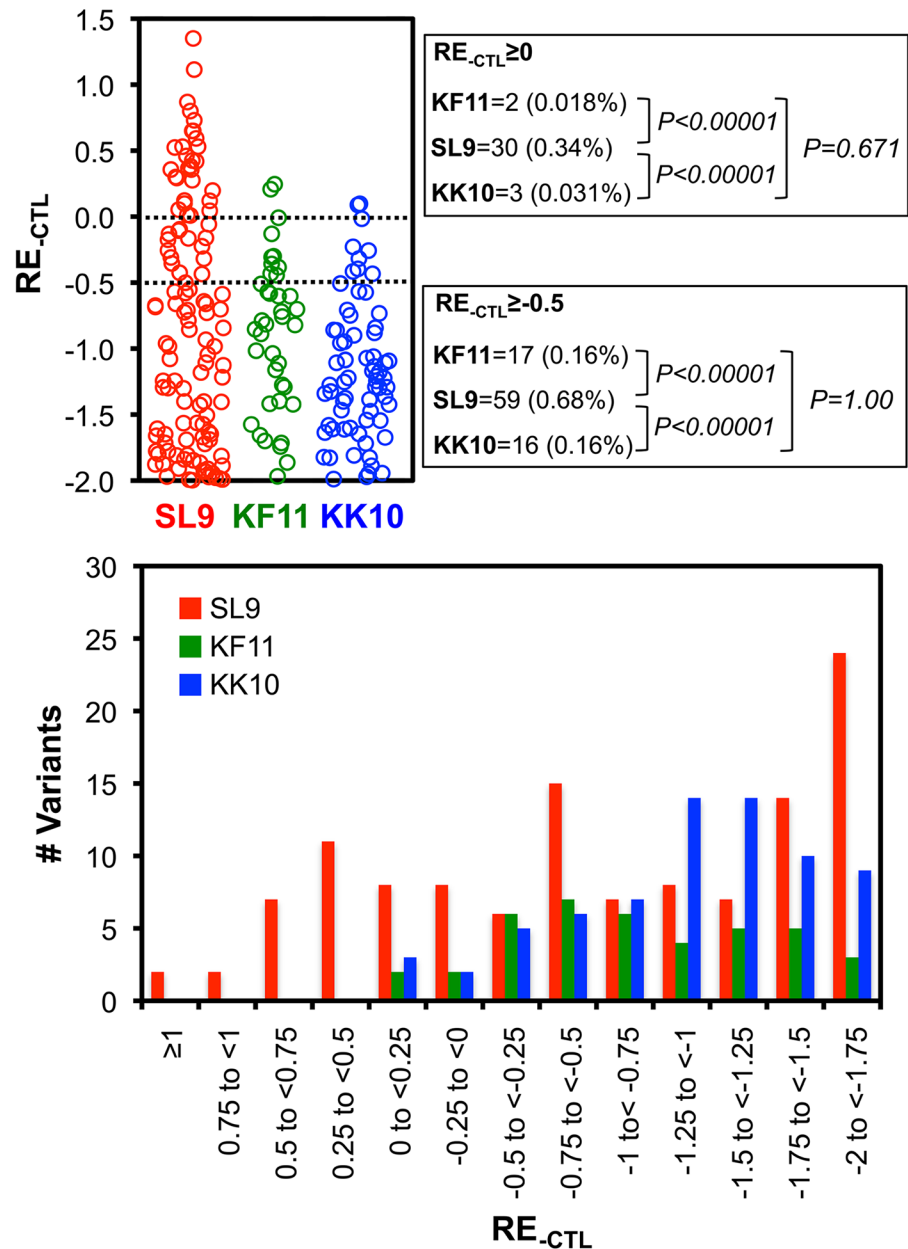 1.5
1.0
0.5
0.0
-0.5
-1.0
-1.5
-2.0
RE-CTL
SL9 KF11 KK10
RE-CTL≥0
KF11=2 (0.018%)
SL9=30 (0.34%)
KK10=3 (0.031%)
P<0.00001
P<0.00001
P=0.671
RE-CTL≥-0.5
KF11=17 (0.16%)
SL9=59 (0.68%)
KK10=16 (0.16%)
P<0.00001
P<0.00001
P=1.00
30
25
20
15
10
5
0
# Variants
SL9
KF11
KK10
≥1
0.75 to <1
0.5 to <0.75
0.25 to <0.5
0 to <0.25
-0.25 to <0
-0.5 to <-0.25
-0.75 to <-0.5
-1 to< -0.75
-1.25 to <-1
-1.5 to <-1.25
-1.75 to <-1.5
-2 to <-1.75
RE-CTL